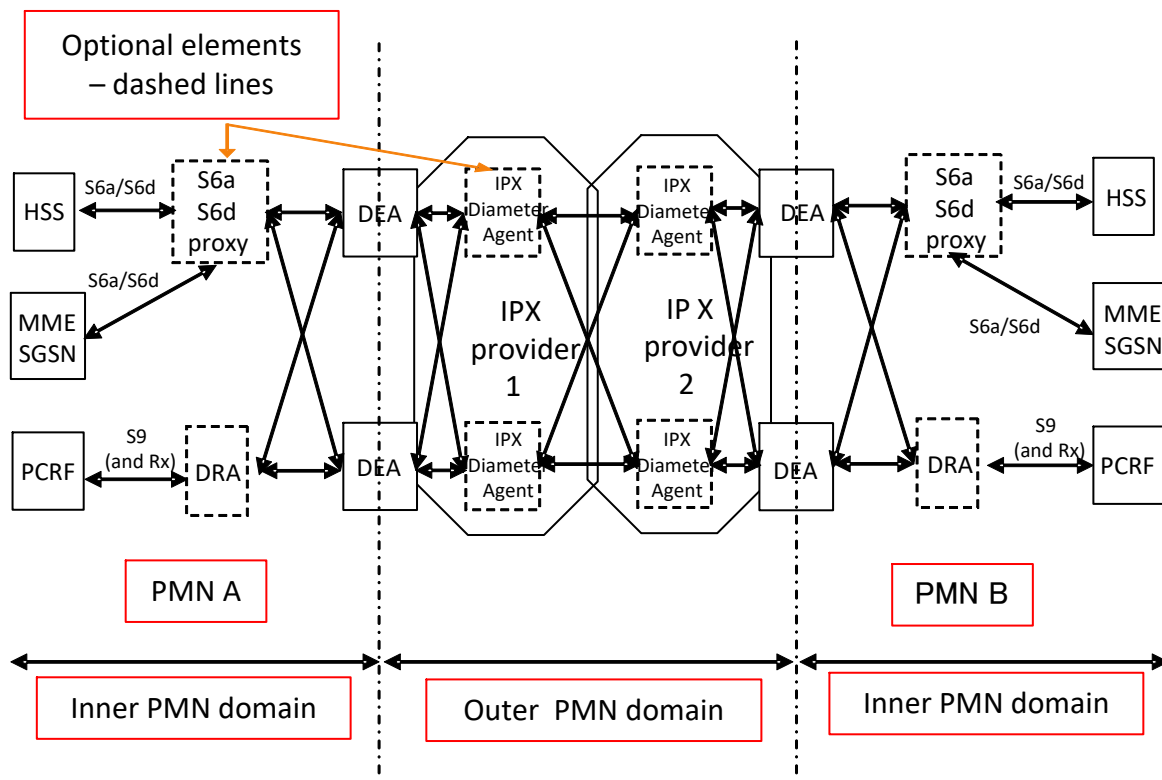 Optional elements
– dashed lines
HSS
S6a/S6d
S6a
S6d
proxy
S6a/S6d
MME
SGSN
PCRF
S9
(and Rx)
DRA
DEA
DEA
IPX
Diameter
Agent
IPX
provider
1
IPX
Diameter
Agent
IPX
Diameter
Agent
IP X
provider
2
IPX
Diameter
Agent
DEA
DEA
S6a
S6d
proxy
S6a/S6d
HSS
S6a/S6d
MME
SGSN
DRA
S9
(and Rx)
PCRF
PMN A
PMN B
Inner PMN domain
Outer PMN domain
Inner PMN domain